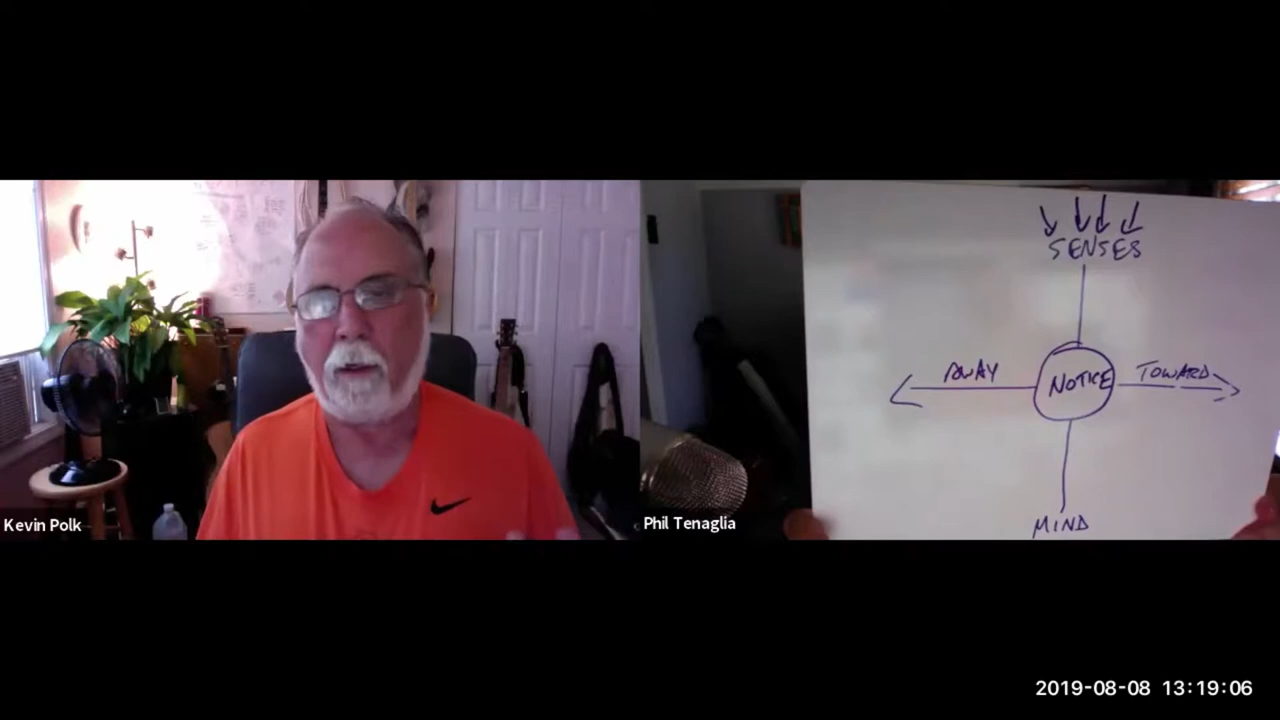 SENSES
AWAY
NOTICE
TOWARD
MIND
Kevin Polk
Phil Tenaglia
2019-08-08 13:19:06